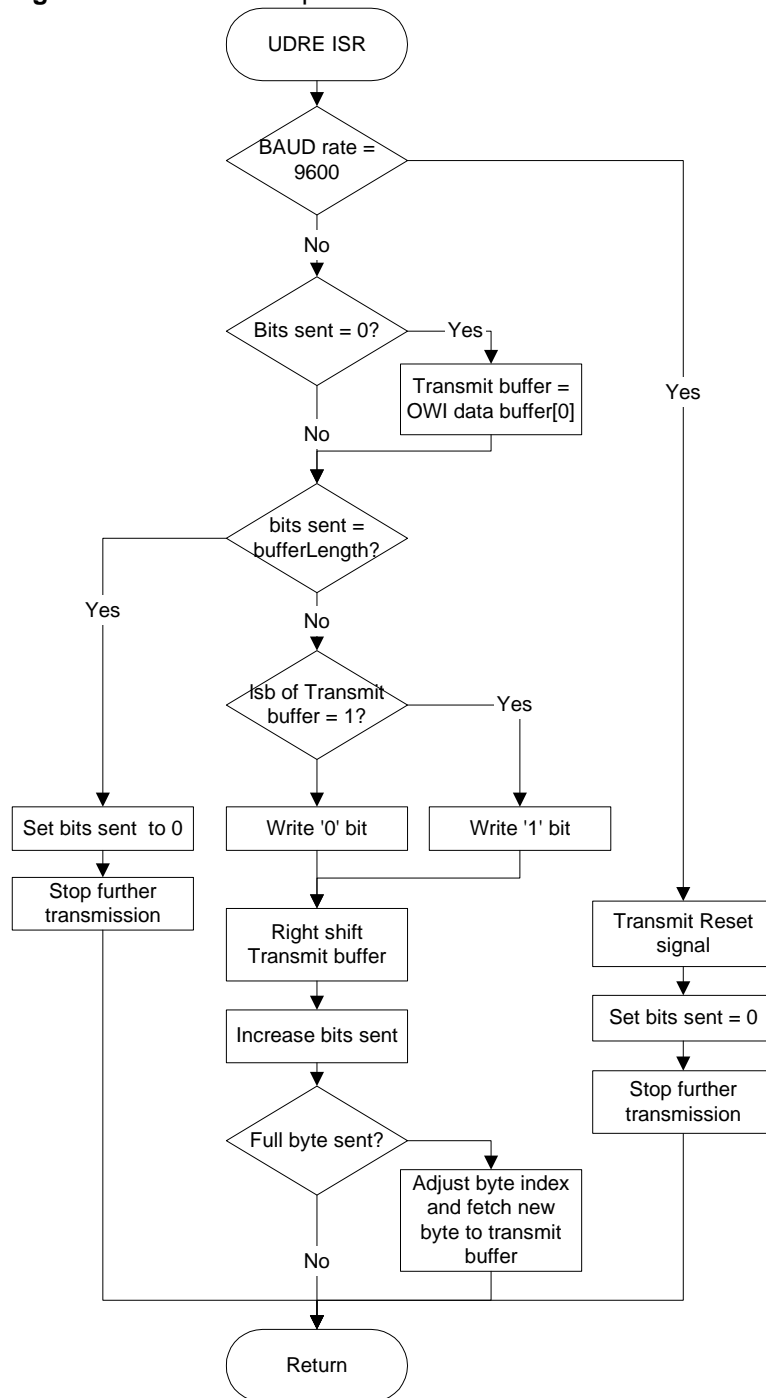 UDRE ISR
BAUD rate =
9600
No
Bits sent = 0?
Yes
Transmit buffer =
OWI data buffer[0]
Yes
No
bits sent =
bufferLength?
Yes
No
lsb of Transmit
buffer = 1?
Yes
Set bits sent to 0
Write '0' bit
Write '1' bit
Stop further
transmission
Right shift
Transmit buffer
Transmit Reset
signal
Increase bits sent
Set bits sent = 0
Stop further
transmission
Full byte sent?
Adjust byte index
and fetch new
byte to transmit
buffer
No
Return